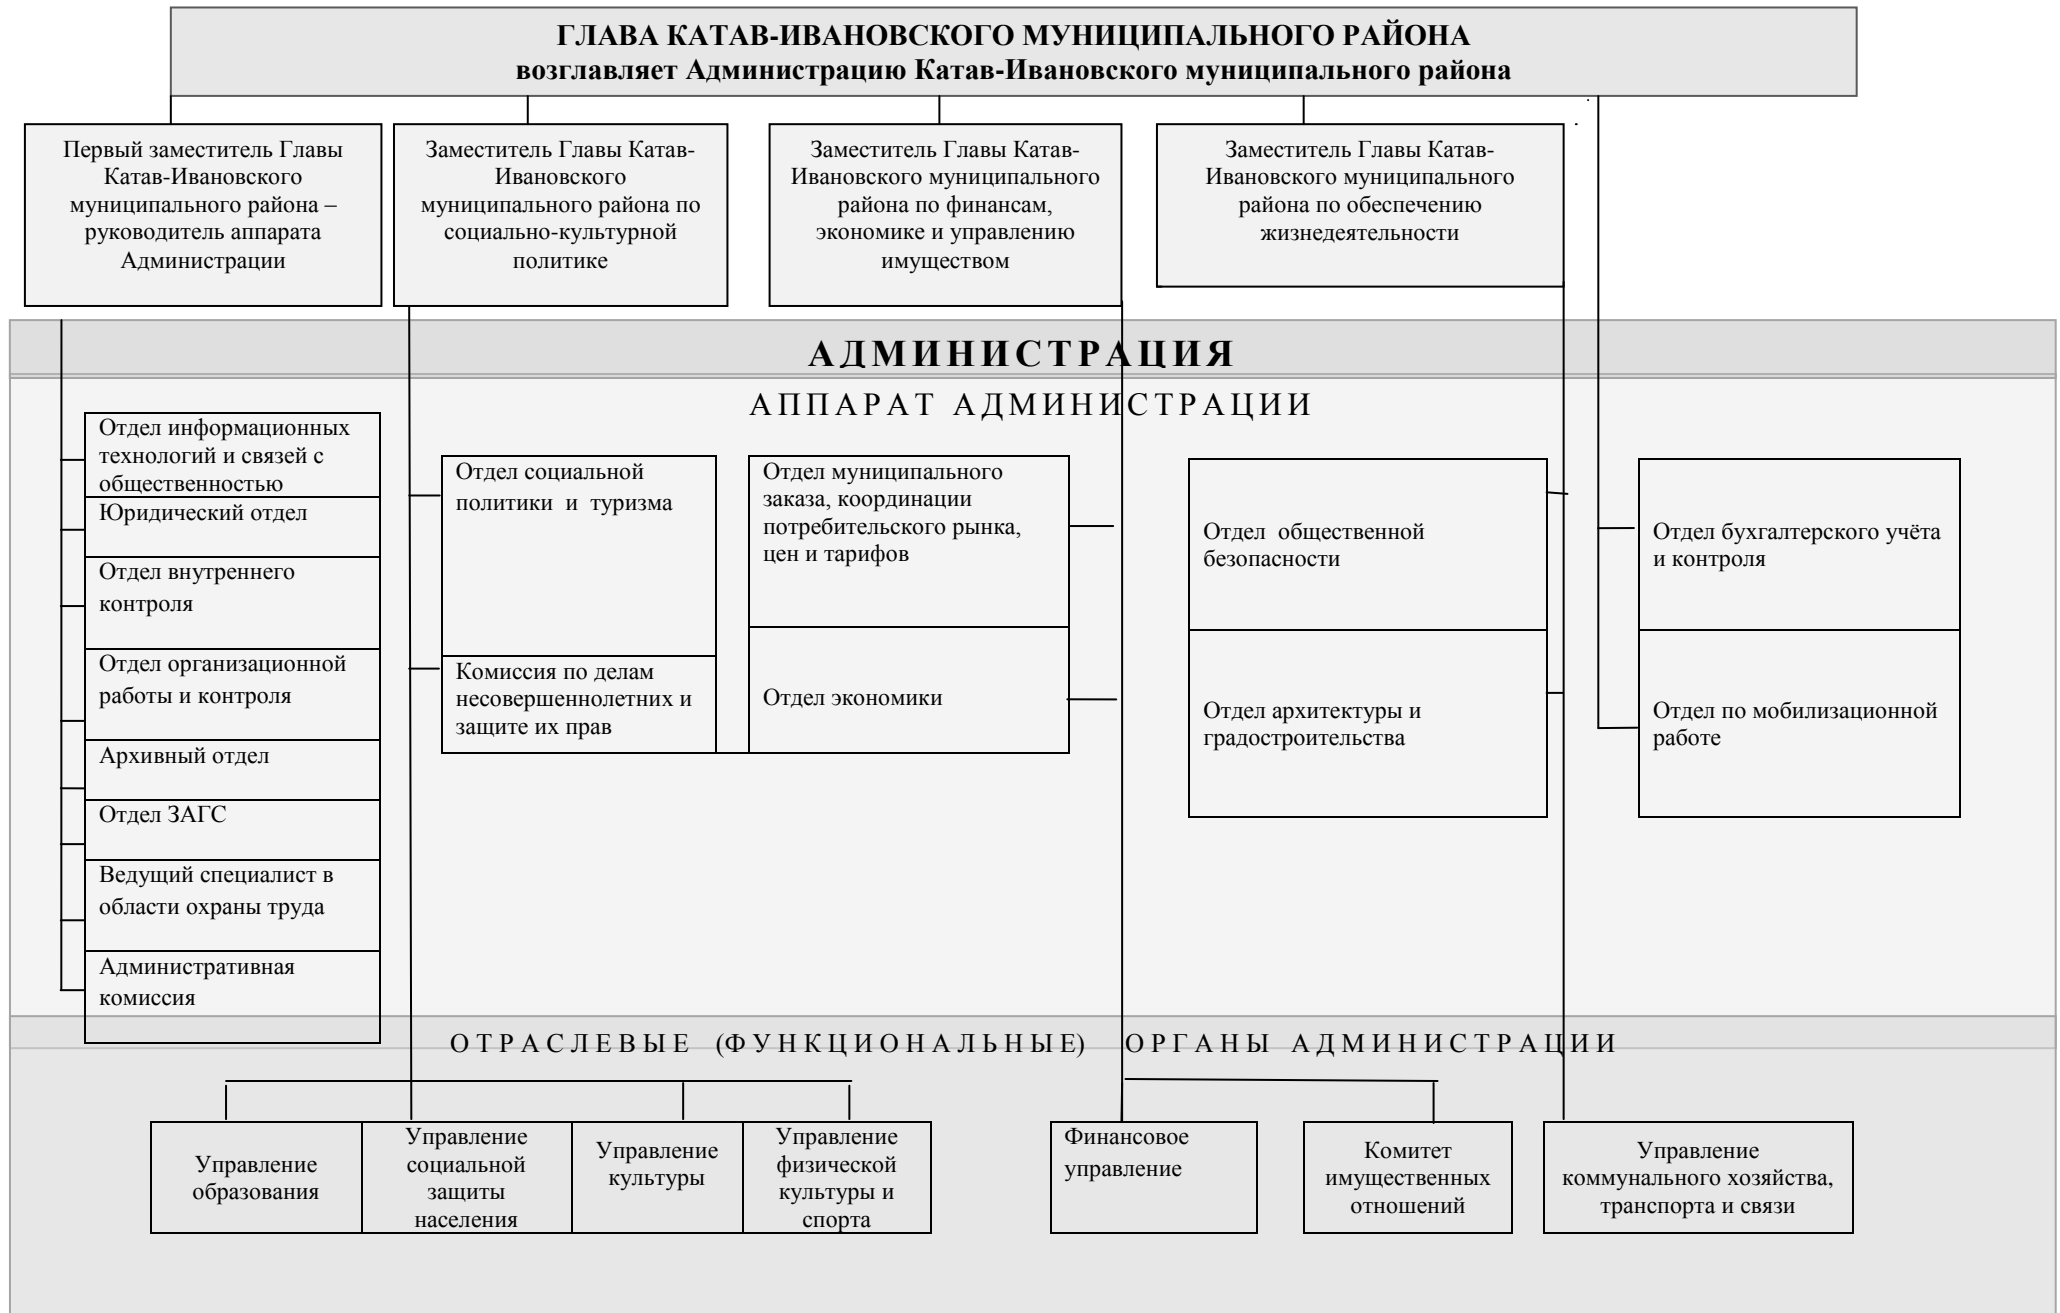 ГЛАВА КАТАВ-ИВАНОВСКОГО МУНИЦИПАЛЬНОГО РАЙОНА
возглавляет Администрацию Катав-Ивановского муниципального района
Первый заместитель Главы
Катав-Ивановского
муниципального района –
руководитель аппарата
Администрации
Заместитель Главы Катав-
Ивановского
муниципального района по
социально-культурной
политике
Заместитель Главы Катав-
Ивановского муниципального
района по финансам,
экономике и управлению
имуществом
Заместитель Главы Катав-
Ивановского муниципального
района по обеспечению
жизнедеятельности
АДМИНИСТРАЦИЯ
АППАРАТ АДМИНИСТРАЦИИ
Отдел информационных
технологий и связей с
общественностью
Юридический отдел
Отдел внутреннего
контроля
Отдел организационной
работы и контроля
Архивный отдел
Отдел ЗАГС
Ведущий специалист в
области охраны труда
Административная
комиссия
Отдел социальной
политики и туризма
Комиссия по делам
несовершеннолетних и
защите их прав
Отдел муниципального
заказа, координации
потребительского рынка,
цен и тарифов
Отдел экономики
Отдел общественной
безопасности
Отдел архитектуры и
градостроительства
Отдел бухгалтерского учёта
и контроля
Отдел по мобилизационной
работе
ОТРАСЛЕВЫЕ (ФУНКЦИОНАЛЬНЫЕ) ОРГАНЫ АДМИНИСТРАЦИИ
Управление
образования
Управление
социальной
защиты
населения
Управление
культуры
Управление
физической
культуры и
спорта
Финансовое
управление
Комитет
имущественных
отношений
Управление
коммунального хозяйства,
транспорта и связи